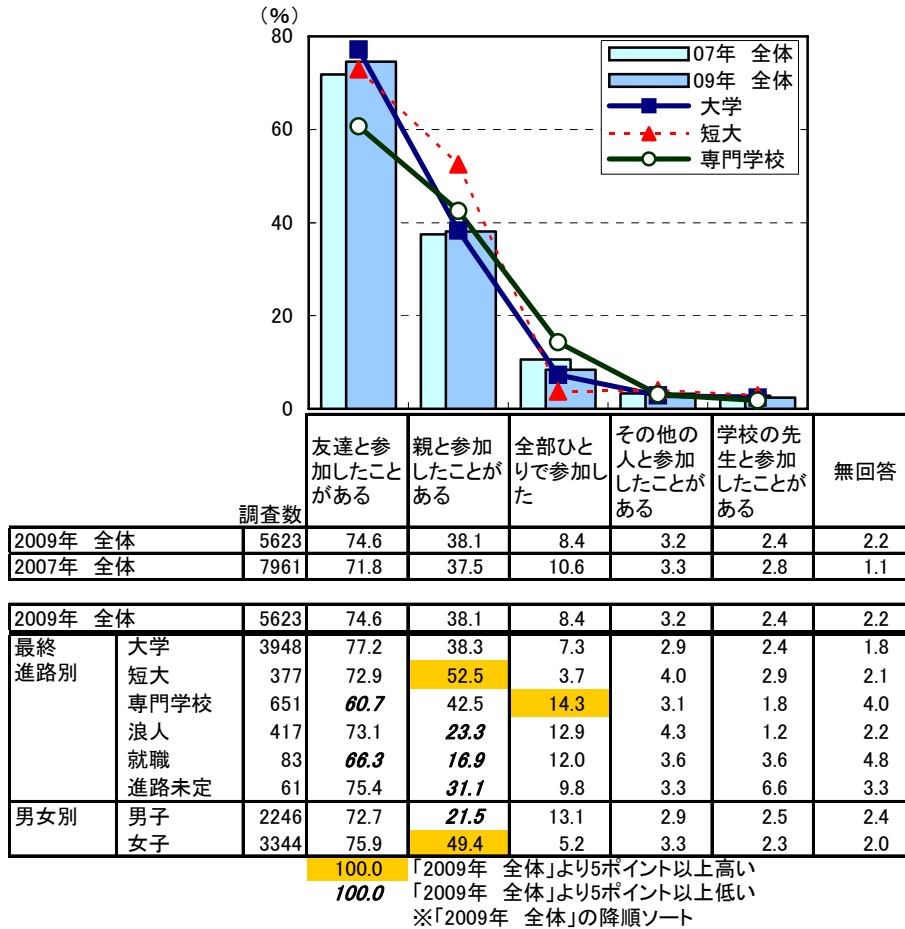 （％）
80
60
40
20
0
07年　全体
09年　全体
大学
短大
専門学校
調査数
友達と参
加したこと
がある
親と参加
したことが
ある
全部ひと
りで参加し
た
その他の
人と参加
したことが
ある
学校の先
生と参加
したことが
ある
無回答
2009年　全体 5623 74.6 38.1 8.4 3.2 2.4 2.2
2007年　全体 7961 71.8 37.5 10.6 3.3 2.8 1.1
2009年　全体 5623 74.6 38.1 8.4 3.2 2.4 2.2
最終 大学 3948 77.2 38.3 7.3 2.9 2.5 1.8
進路別 短大 377 72.9 52.5 3.7 4.0 2.9 2.1
専門学校 651 60.7 42.5 14.3 3.1 1.8 4.0
浪人 417 73.1 23.3 12.9 4.3 1.2 2.2
就職 83 66.3 16.9 12.0 3.6 3.6 4.8
進路未定 61 75.4 31.1 9.8 3.3 6.6 3.3
男女別 男子 2246 72.7 21.5 13.1 2.9 2.5 2.4
女子 3344 75.9 49.4 5.2 3.3 2.3 2.0
100.0 「2009年　全体」より5ポイント以上高い
100.0 「2009年　全体」より5ポイント以上低い
※「2009年　全体」の降順ソート